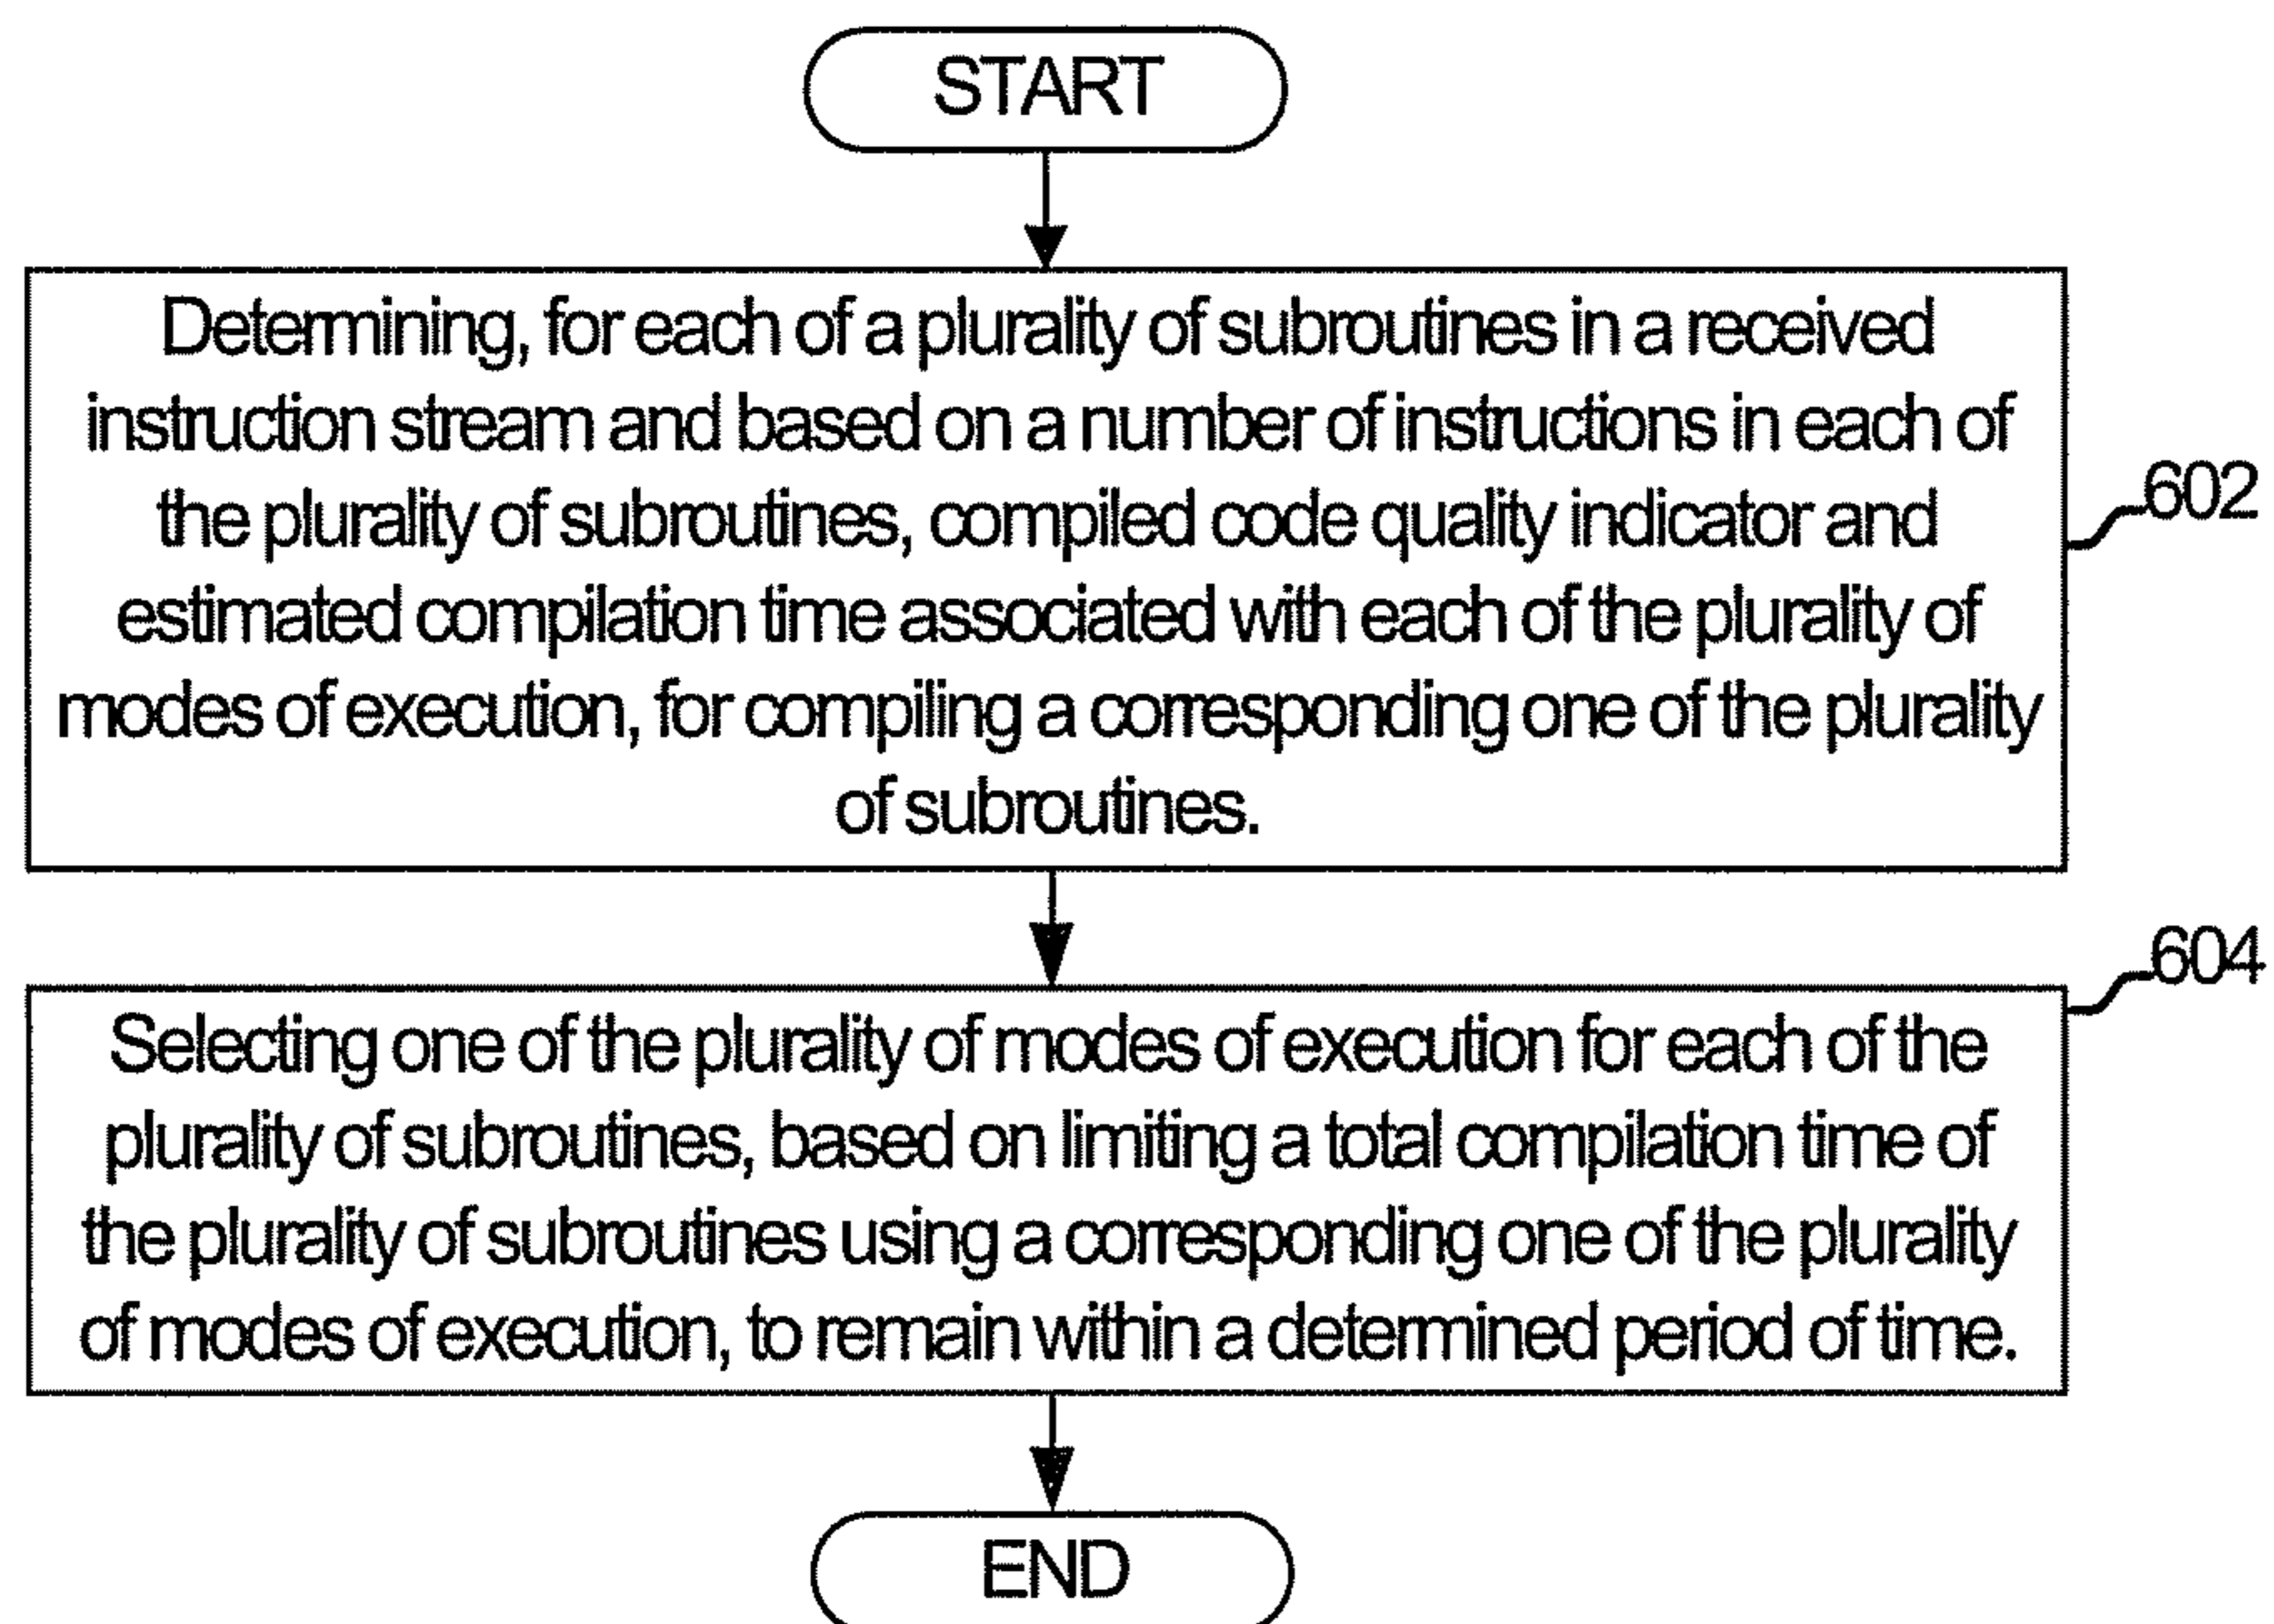 START
Determining, for each of a plurality of subroutines in a received
instruction stream and based on a number of instructions in each of
the plurality of subroutines, compiled code quality indicator and
estimated compilation time associated with each of the plurality of
modes of execution, for compiling a corresponding one of the plurality
of subroutines.
602
604
Selecting one of the plurality of modes of execution for each of the
plurality of subroutines, based on limiting a total compilation time of
the plurality of subroutines using a corresponding one of the plurality
of modes of execution, to remain within a determined period of time.
END